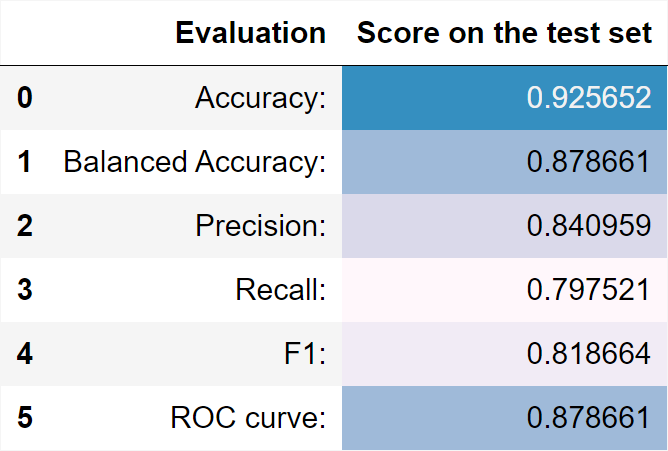 Evaluation Score on the test set
0 Accuracy: 0.925652
1 Balanced Accuracy: 0.878661
2 Precision: 0.840959
3 Recall: 0.797521
4 F1: 0.818664
5 ROC curve: 0.878661